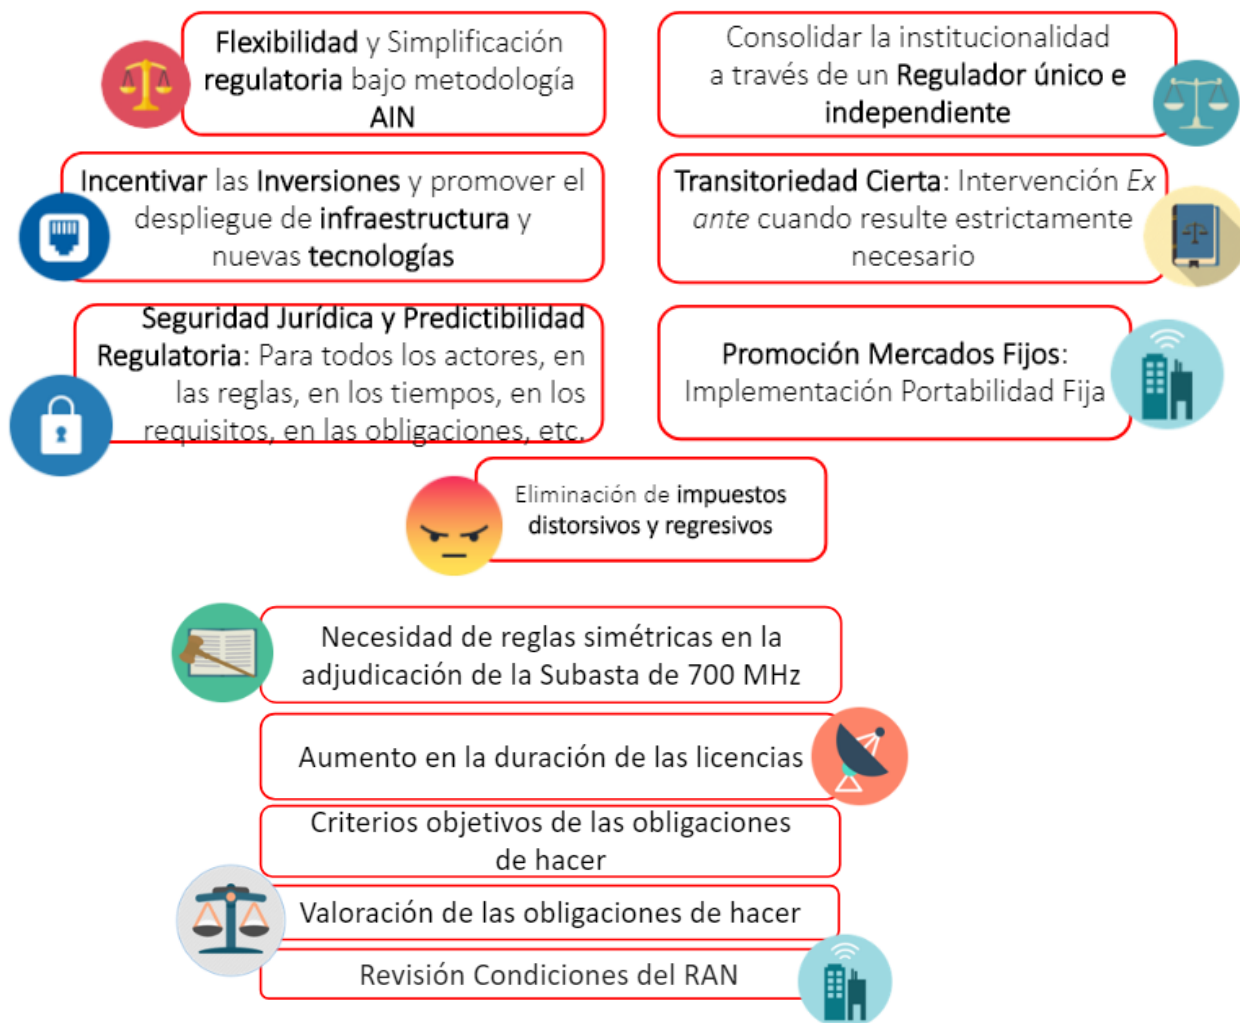 Flexibilidad y Simplificación
regulatoria bajo metodología
AIN
Consolidar la institucionalidad
a través de un Regulador único e
independiente
Incentivar las Inversiones y promover el
despliegue de infraestructura y
nuevas tecnologías
Transitoriedad Cierta: Intervención Ex
ante cuando resulte estrictamente
necesario
Seguridad Jurídica y Predictibilidad
Regulatoria: Para todos los actores, en
las reglas, en los tiempos, en los
requisitos, en las obligaciones, etc.
Promoción Mercados Fijos:
Implementación Portabilidad Fija
Eliminación de impuestos
distorsivos y regresivos
Necesidad de reglas simétricas en la
adjudicación de la Subasta de 700 MHz
Aumento en la duración de las licencias
Criterios objetivos de las obligaciones
de hacer
Valoración de las obligaciones de hacer
Revisión Condiciones del RAN